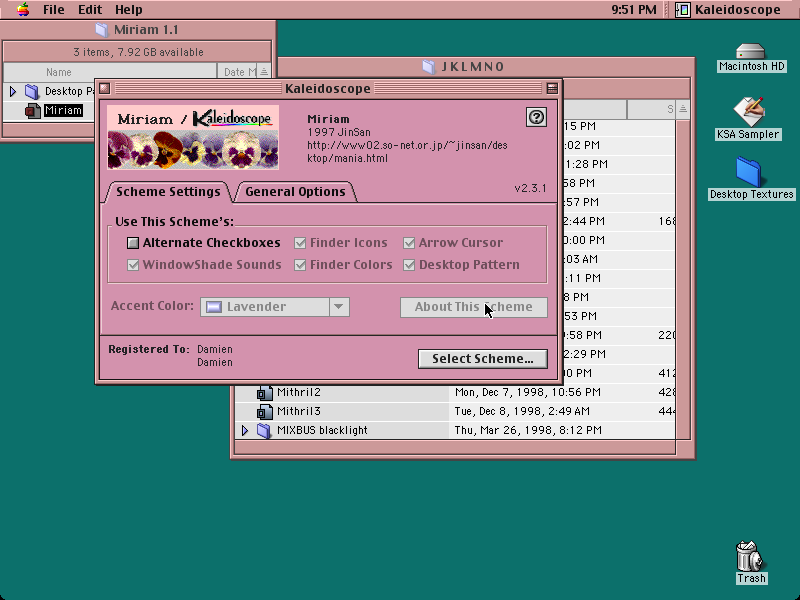 File Edit Help
9:51 PM Kaleidoscope
Miriam 1.1
3 items, 7.92 GB available
Name Date M
Desktop Pa
Miriam
JKLMNO
S
Kaleidoscope
Miriam / Kaleidoscope
Miriam
1997 JinSan
http://www02.so-net.or.jp/~jinsan/des
ktop/mania.html
Scheme Settings
General Options
v2.3.1
Use This Scheme's:
Alternate Checkboxes
Finder Icons
Arrow Cursor
WindowShade Sounds
Finder Colors
Desktop Pattern
Accent Color: Lavender
About This Scheme
Registered To: Damien
Damien
Select Scheme...
:15 PM
:02 PM
1:28 PM
:58 PM
:57 PM
2:44 PM 168
0:00 PM
:03 AM
:11 PM
8 PM
:53 PM
9:58 PM 220
2:29 PM
00 PM 412
Mithril2 Mon, Dec 7, 1998, 10:56 PM 428
Mithril3 Tue, Dec 8, 1998, 2:49 AM 444
MIXBUS blacklight Thu, Mar 26, 1998, 8:12 PM
Macintosh HD
KSA Sampler
Desktop Textures
Trash